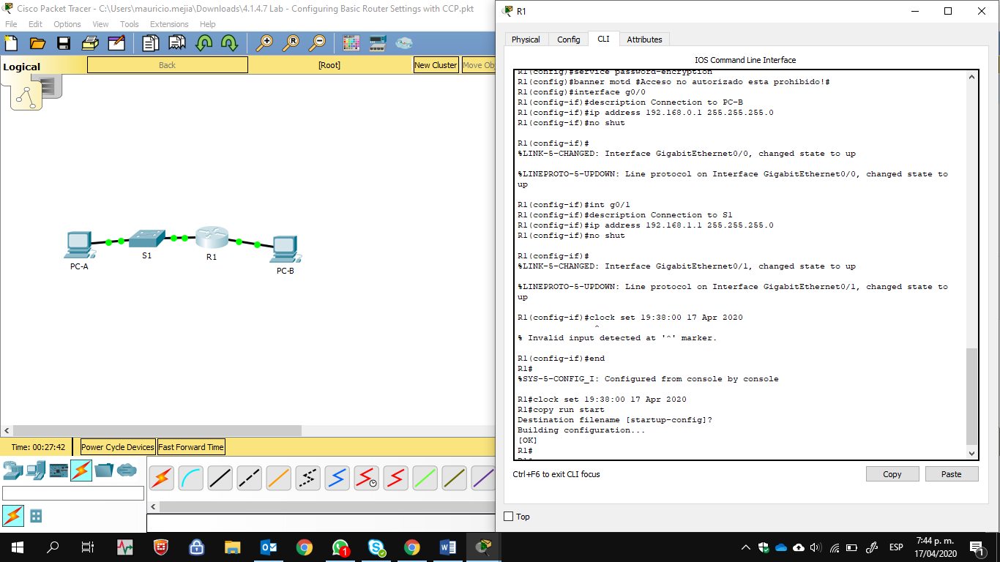 Cisco Packet Tracer - C:\Users\mauricio.mejia\Downloads\4.1.4.7 Lab - Configuring Basic Router Settings with CCP.pkt
File Edit Options View Tools Extensions Help
Logical
Back
[Root]
New Cluster
Move Obj
PC-A
S1
R1
PC-B
Time: 00:27:42
Power Cycle Devices
Fast Forward Time
R1
Physical Config CLI Attributes
IOS Command Line Interface
R1(config)#service password-encryption
R1(config)#banner motd #Acceso no autorizado esta prohibido!#
R1(config)#interface g0/0
R1(config-if)#description Connection to PC-B
R1(config-if)#ip address 192.168.0.1 255.255.255.0
R1(config-if)#no shut
R1(config-if)#
%LINK-5-CHANGED: Interface GigabitEthernet0/0, changed state to up
%LINEPROTO-5-UPDOWN: Line protocol on Interface GigabitEthernet0/0, changed state to
up
R1(config-if)#int g0/1
R1(config-if)#description Connection to S1
R1(config-if)#ip address 192.168.1.1 255.255.255.0
R1(config-if)#no shut
R1(config-if)#
%LINK-5-CHANGED: Interface GigabitEthernet0/1, changed state to up
%LINEPROTO-5-UPDOWN: Line protocol on Interface GigabitEthernet0/1, changed state to
up
R1(config-if)#clock set 19:38:00 17 Apr 2020
^
% Invalid input detected at '^' marker.
R1(config-if)#end
R1#
%SYS-5-CONFIG_I: Configured from console by console
R1#clock set 19:38:00 17 Apr 2020
R1#copy run start
Destination filename [startup-config]?
Building configuration...
[OK]
R1#
R1#
Ctrl+F6 to exit CLI focus
Copy
Paste
Top
1
ESP
7:44 p. m.
17/04/2020
1